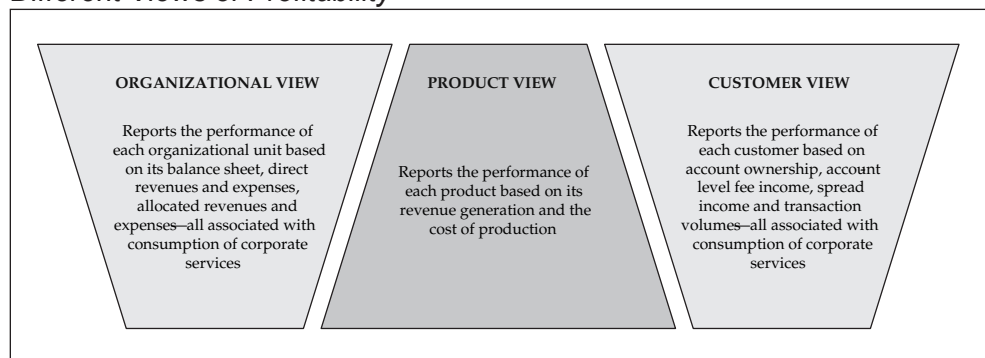 Different Views of Profitability
ORGANIZATIONAL VIEW
Reports the performance of
each organizational unit based
on its balance sheet, direct
revenues and expenses,
allocated revenues and
expenses—all associated with
consumption of corporate
services
PRODUCT VIEW
Reports the performance of
each product based on its
revenue generation and the
cost of production
CUSTOMER VIEW
Reports the performance of
each customer based on
account ownership, account
level fee income, spread
income and transaction
volumes—all associated with
consumption of corporate
services